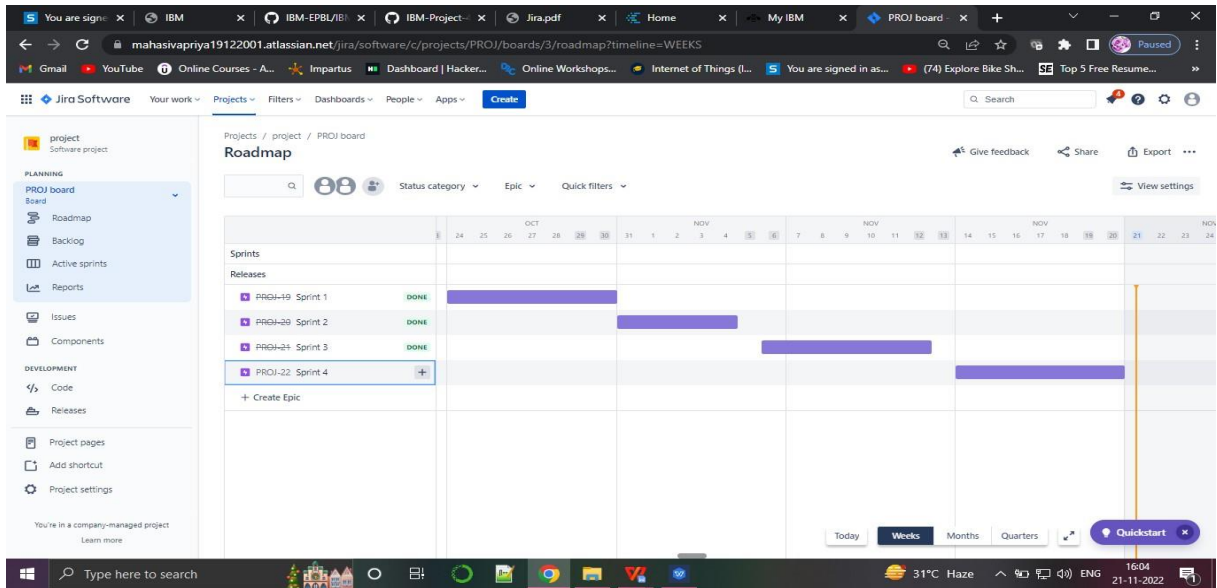 You are signe
IBM
IBM-EPBL/IB
IBM-Project-
Jira.pdf
Home
My IBM
PROJ board -
mahasivapriya19122001.atlassian.net/jira/software/c/projects/PROJ/boards/3/roadmap?timeline=WEEKS
Paused
Gmail YouTube Online Courses - A... Impartus Dashboard | Hacker... Online Workshops... Internet of Things (I... You are signed in as... (74) Explore Bike Sh... Top 5 Free Resume... »
Jira Software Your work Projects Filters Dashboards People Apps Create Search
project
Software project
PLANNING
PROJ board
Board
Roadmap
Backlog
Active sprints
Reports
Issues
Components
DEVELOPMENT
Code
Releases
Project pages
Add shortcut
Project settings
You're in a company-managed project
Learn more
Projects / project / PROJ board
Roadmap
Give feedback Share Export
Status category Epic Quick filters View settings
OCT NOV NOV NOV NOV
24 25 26 27 28 29 30 31 1 2 3 4 5 6 7 8 9 10 11 12 13 14 15 16 17 18 19 20 21 22 23 24
Sprints
Releases
PROJ-19 Sprint 1 DONE
PROJ-20 Sprint 2 DONE
PROJ-21 Sprint 3 DONE
PROJ-22 Sprint 4 +
+ Create Epic
Today Weeks Months Quarters Quickstart
Type here to search
31°C Haze ENG
16:04
21-11-2022